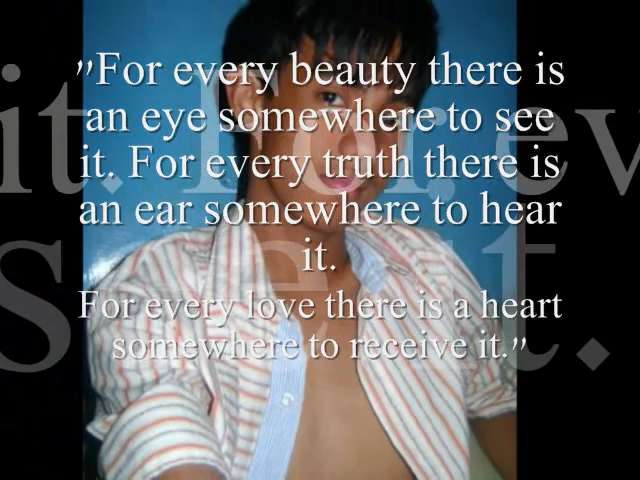 "For every beauty there is
an eye somewhere to see
it. For every truth there is
an ear somewhere to hear
it.
For every love there is a heart
somewhere to receive it."